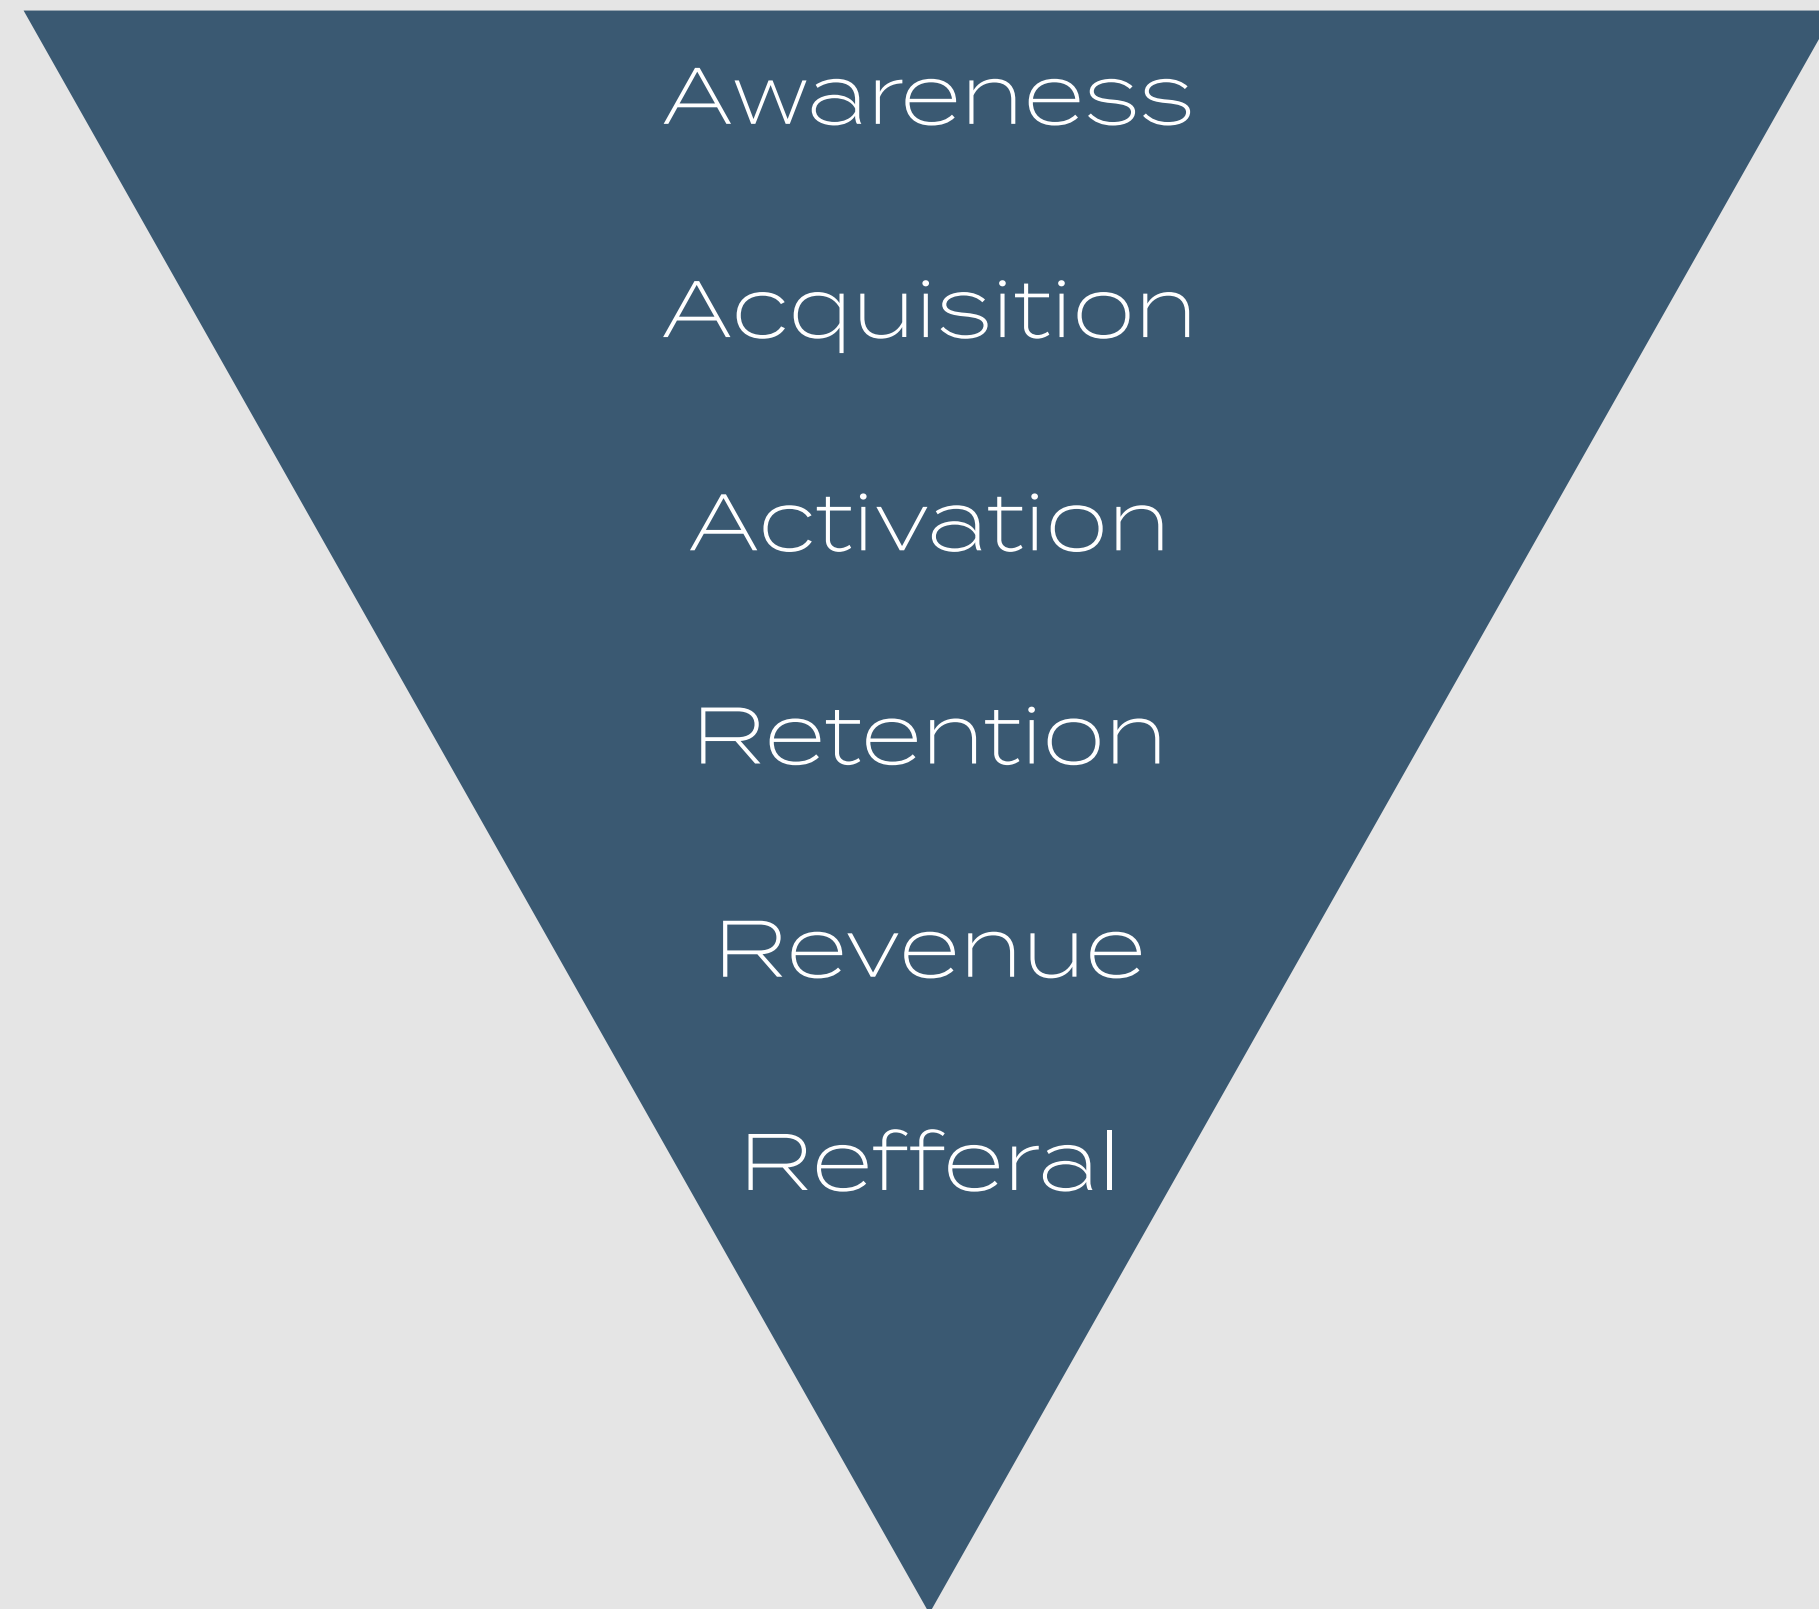 Awareness
Acquisition
Activation
Retention
Revenue
Refferal